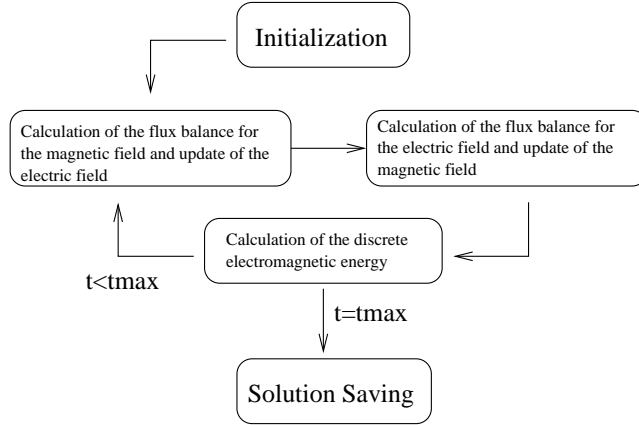 Initialization
Calculation of the flux balance for
the magnetic field and update of the
electric field
Calculation of the flux balance for
the electric field and update of the
magnetic field
Calculation of the discrete
electromagnetic energy
t<tmax
t=tmax
Solution Saving